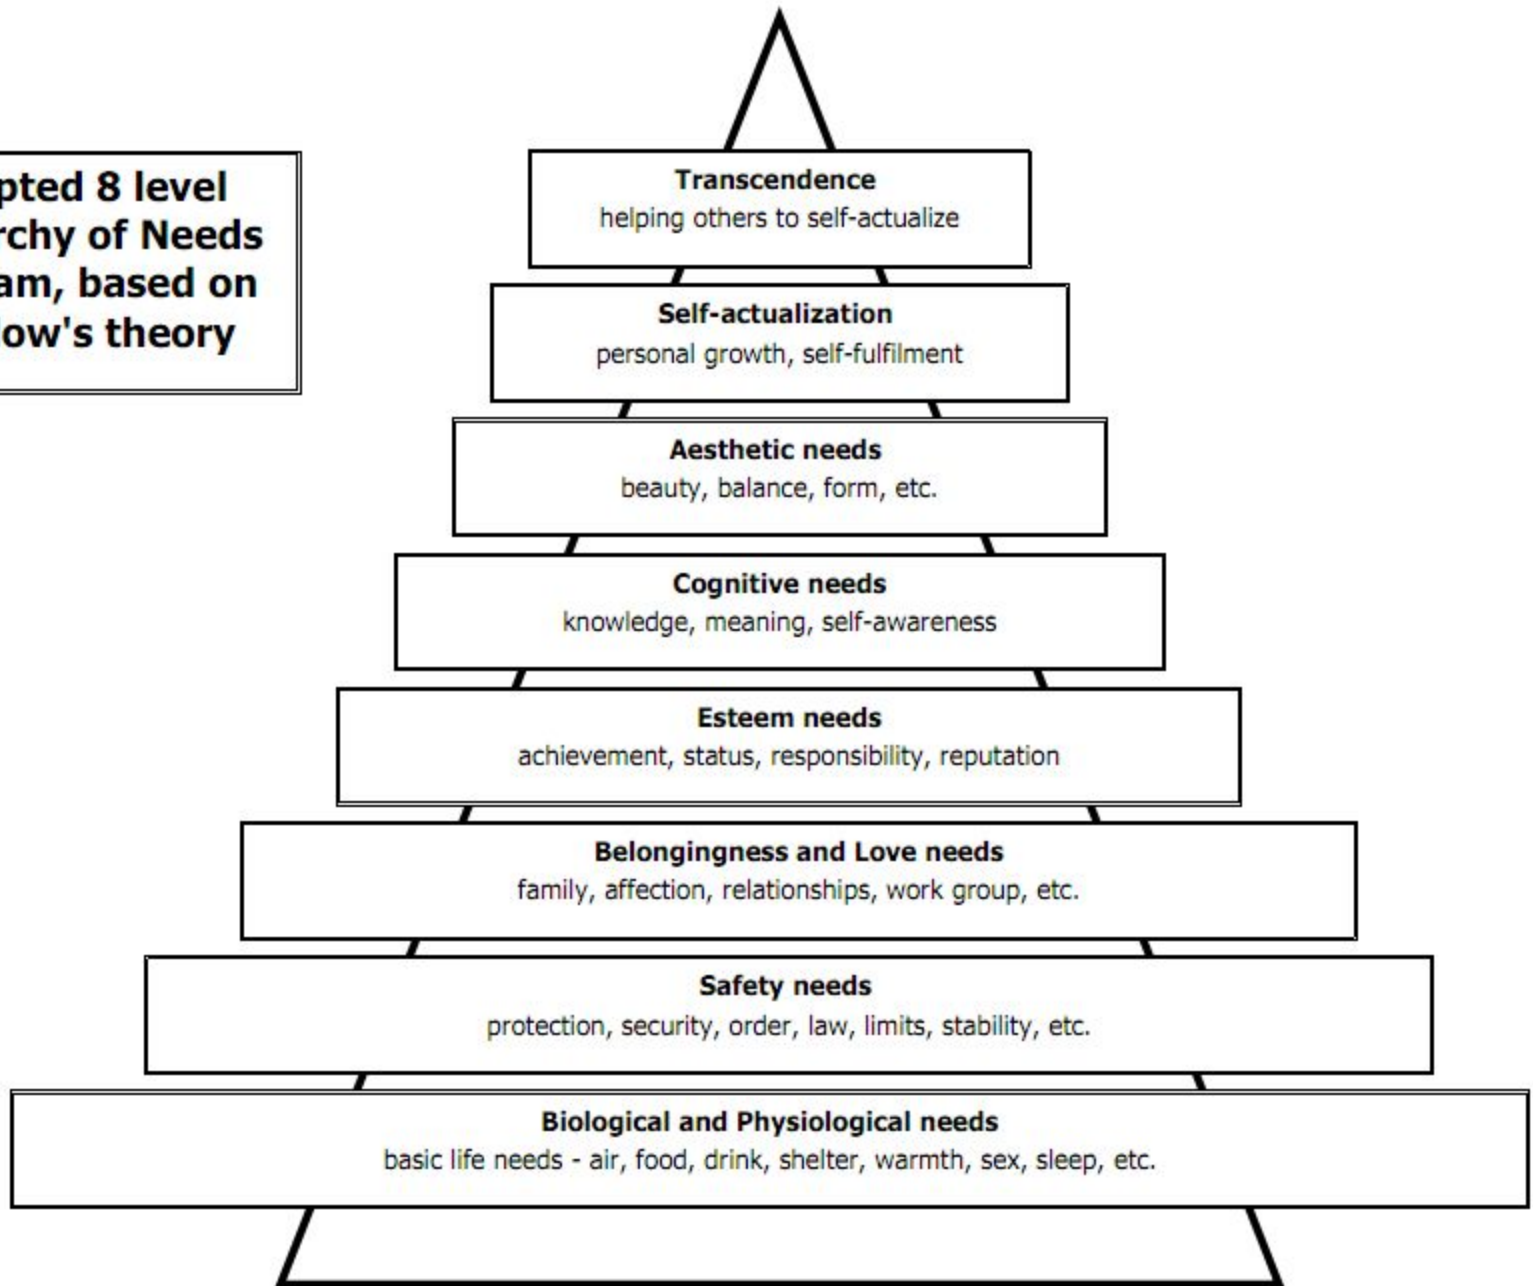 pted 8 level
rchy of Needs
am, based on
low's theory
Transcendence
helping others to self-actualize
Self-actualization
personal growth, self-fulfilment
Aesthetic needs
beauty, balance, form, etc.
Cognitive needs
knowledge, meaning, self-awareness
Esteem needs
achievement, status, responsibility, reputation
Belongingness and Love needs
family, affection, relationships, work group, etc.
Safety needs
protection, security, order, law, limits, stability, etc.
Biological and Physiological needs
basic life needs - air, food, drink, shelter, warmth, sex, sleep, etc.